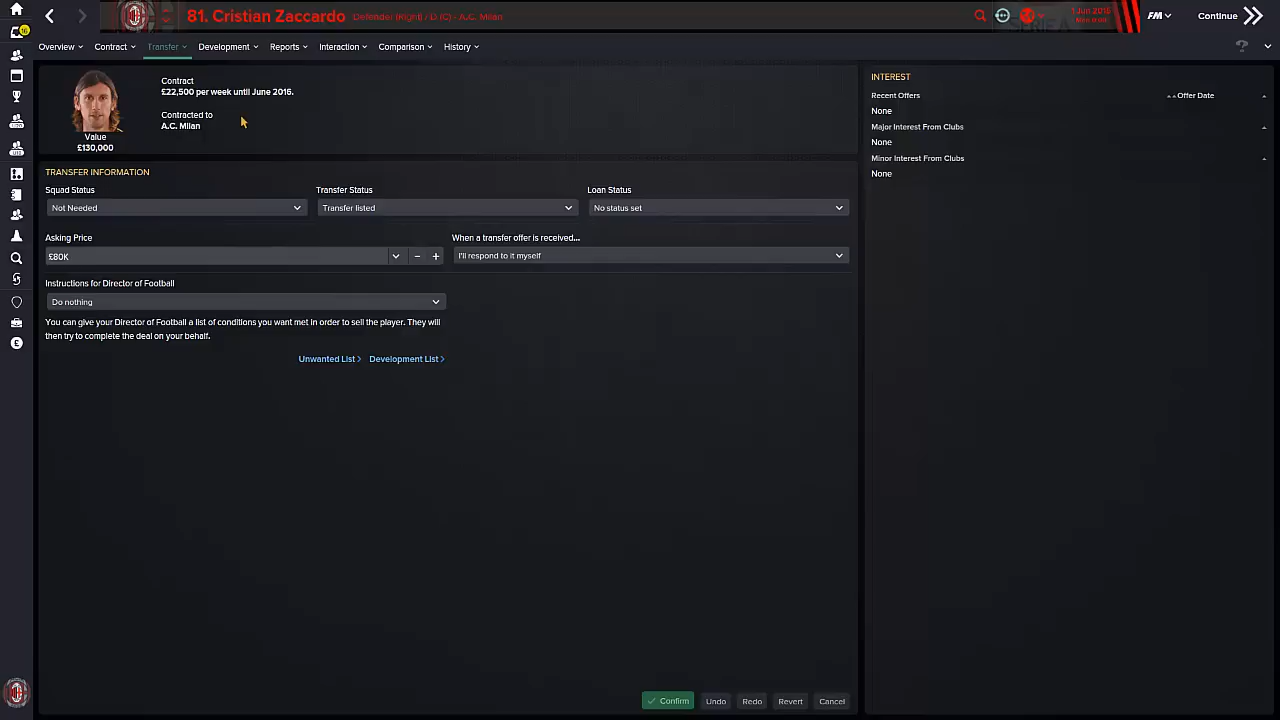 81. Cristian Zaccardo
Defender (Right) / D (C) - A.C. Milan
1 Jun 2015
FM
Continue
16
Overview
Contract
Transfer
Development
Reports
Interaction
Comparison
History
Contract
£22,500 per week until June 2016.
Contracted to
A.C. Milan
Value
£130,000
INTEREST
Recent Offers
Offer Date
None
Major Interest From Clubs
None
Minor Interest From Clubs
None
TRANSFER INFORMATION
Squad Status
Transfer Status
Loan Status
Not Needed
Transfer listed
No status set
Asking Price
When a transfer offer is received...
£80K
I'll respond to it myself
Instructions for Director of Football
Do nothing
You can give your Director of Football a list of conditions you want met in order to sell the player. They will
then try to complete the deal on your behalf.
Unwanted List >
Development List >
Confirm
Undo
Redo
Revert
Cancel